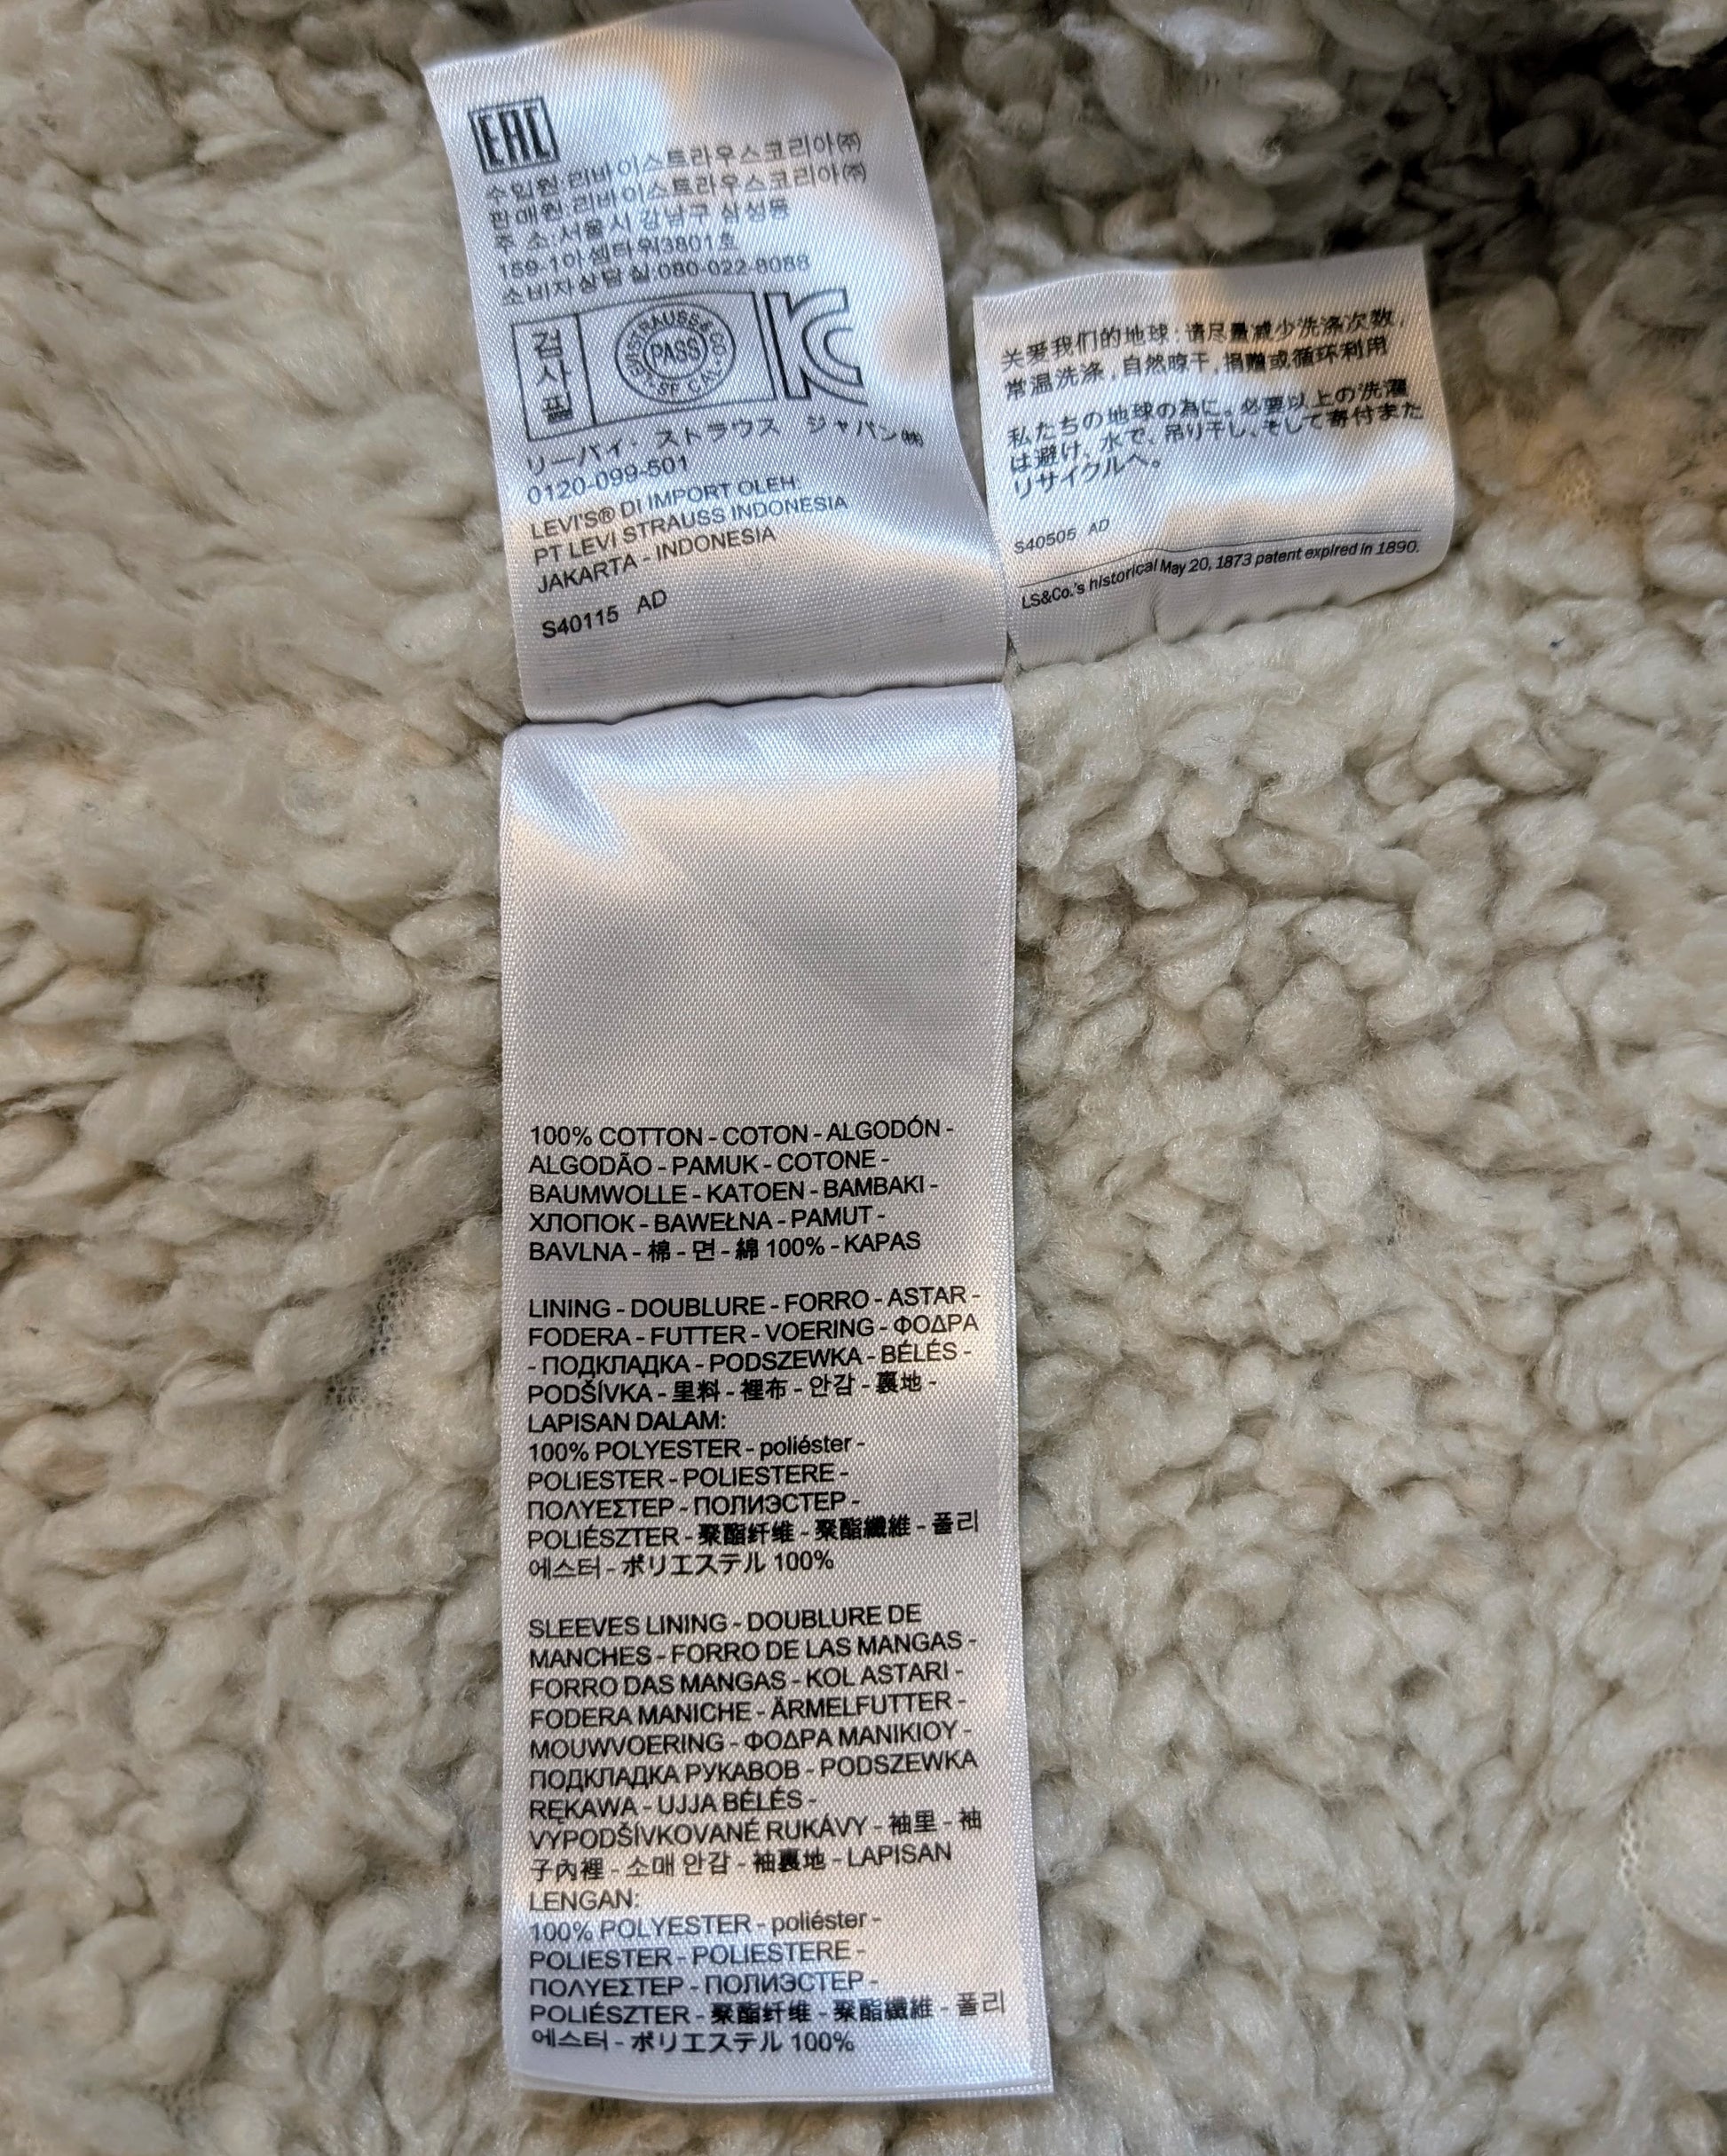 EAC
수입원:리바이스트라우스코리아㈜
판매원:리바이스트라우스코리아㈜
주 소:서울시 강남구 삼성동
159-1아셈타워3801호
소비자상담실:080-022-8088
검사필
LEVI STRAUSS & CO.
PASS
SF CAL
KC
リーバイ・ストラウス ジャパン㈱
0120-099-501
LEVI'S® DI IMPORT OLEH:
PT LEVI STRAUSS INDONESIA
JAKARTA - INDONESIA
S40115 AD
关爱我们的地球:请尽量减少洗涤次数,
常温洗涤,自然晾干,捐赠或循环利用
私たちの地球の為に。必要以上の洗濯
は避け、水で、吊り干し、そして寄付また
リサイクルへ。
S40505 AD
LS&Co.'s historical May 20, 1873 patent expired in 1890.
100% COTTON - COTON - ALGODÓN -
ALGODÃO - PAMUK - COTONE -
BAUMWOLLE - KATOEN - BAMBAKI -
ХЛОПОК - BAWEŁNA - PAMUT -
BAVLNA - 棉 - 면 - 綿 100% - KAPAS
LINING - DOUBLURE - FORRO - ASTAR -
FODERA - FUTTER - VOERING - ΦΟΔΡΑ
- ПОДКЛАДКА - PODSZEWKA - BÉLÉS -
PODŠÍVKA - 里料 - 裡布 - 안감 - 裏地 -
LAPISAN DALAM:
100% POLYESTER - poliéster -
POLIESTER - POLIESTERE -
ΠΟΛΥΕΣΤΕΡ - ПОЛИЭСТЕР -
POLIÉSZTER - 聚酯纤维 - 聚酯纖維 - 폴리
에스터 - ポリエステル 100%
SLEEVES LINING - DOUBLURE DE
MANCHES - FORRO DE LAS MANGAS -
FORRO DAS MANGAS - KOL ASTARI -
FODERA MANICHE - ÄRMELFUTTER -
MOUWVOERING - ΦΟΔΡΑ ΜΑΝΙΚΙΟΥ -
ПОДКЛАДКА РУКАВОВ - PODSZEWKA
RĘKAWA - UJJA BÉLÉS -
VYPODŠÍVKOVANÉ RUKÁVY - 袖里 - 袖
子內裡 - 소매 안감 - 袖裏地 - LAPISAN
LENGAN:
100% POLYESTER - poliéster -
POLIESTER - POLIESTERE -
ΠΟΛΥΕΣΤΕΡ - ПОЛИЭСТЕР -
POLIÉSZTER - 聚酯纤维 - 聚酯纖維 - 폴리
에스터 - ポリエステル 100%